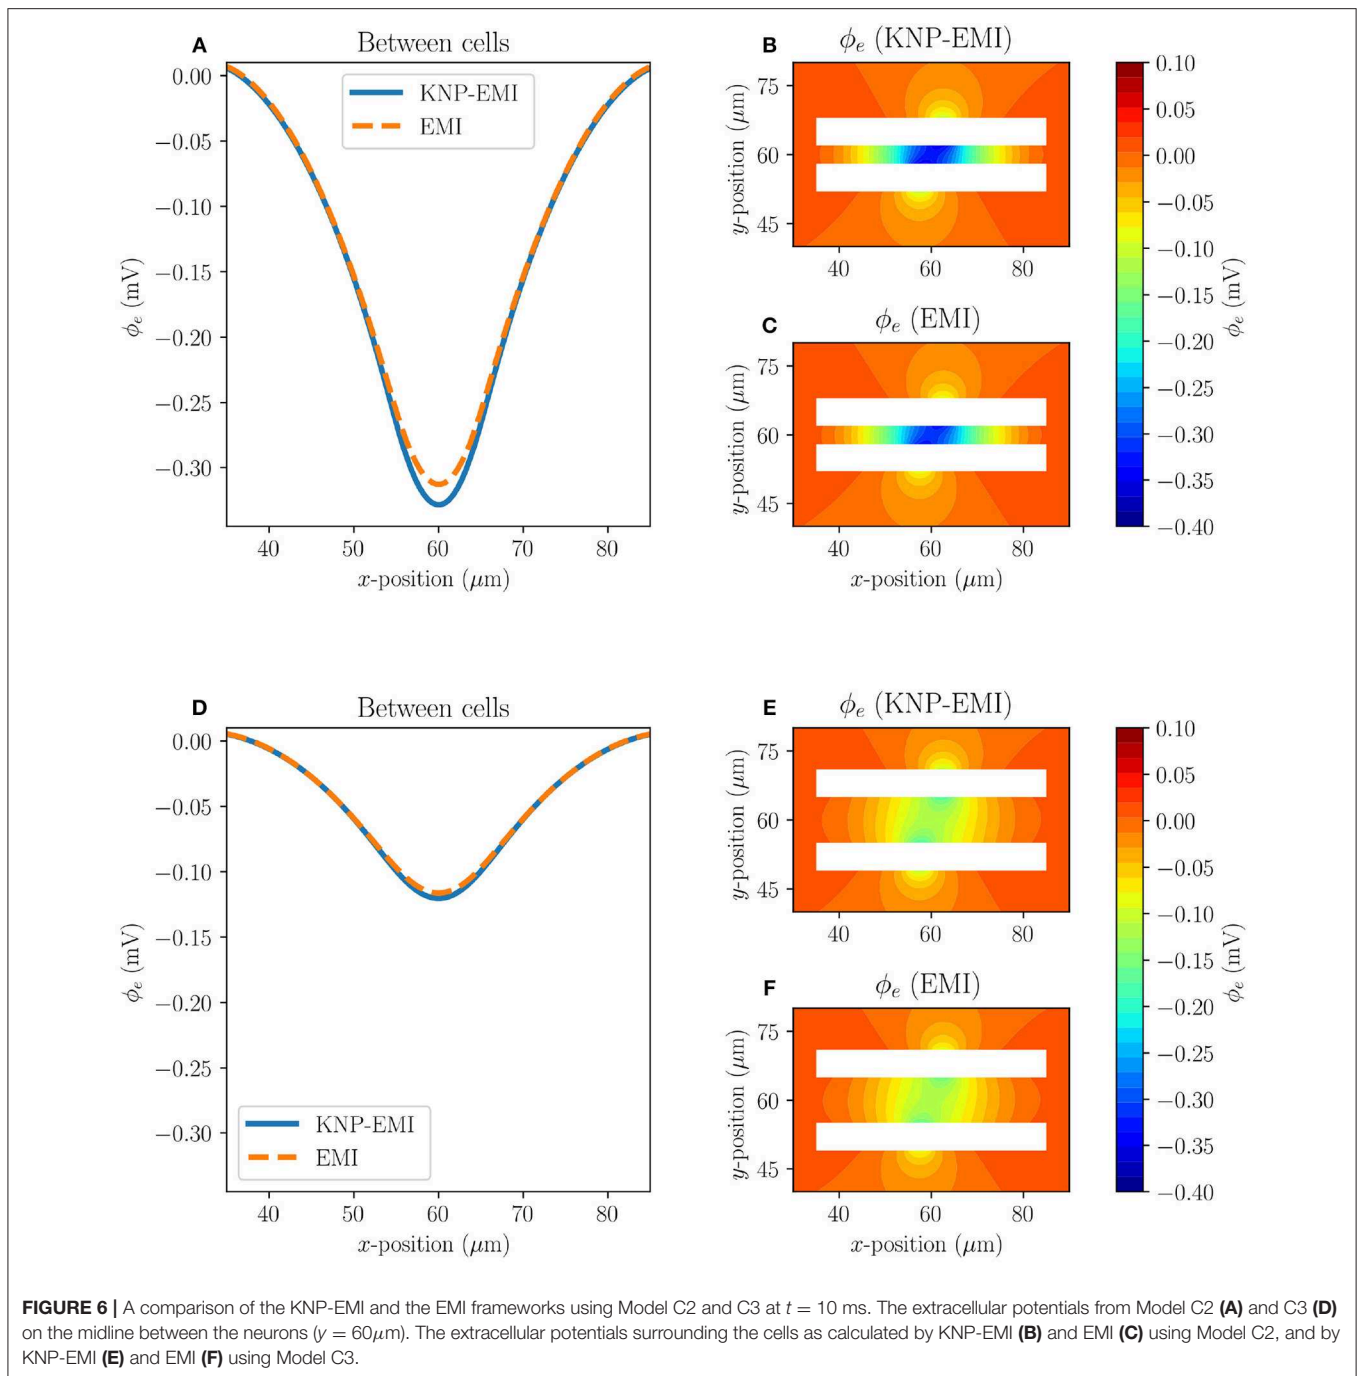 A
Between cells
KNP-EMI
EMI
0.00
−0.05
−0.10
−0.15
−0.20
−0.25
−0.30
ϕe (mV)
40
50
60
70
80
x-position (μm)
B
ϕe (KNP-EMI)
75
60
45
y-position (μm)
40
60
80
C
ϕe (EMI)
75
60
45
y-position (μm)
40
60
80
x-position (μm)
0.10
0.05
0.00
−0.05
−0.10
−0.15
−0.20
−0.25
−0.30
−0.35
−0.40
ϕe (mV)
D
Between cells
0.00
−0.05
−0.10
−0.15
−0.20
−0.25
−0.30
ϕe (mV)
KNP-EMI
EMI
40
50
60
70
80
x-position (μm)
E
ϕe (KNP-EMI)
75
60
45
y-position (μm)
40
60
80
F
ϕe (EMI)
75
60
45
y-position (μm)
40
60
80
x-position (μm)
0.10
0.05
0.00
−0.05
−0.10
−0.15
−0.20
−0.25
−0.30
−0.35
−0.40
ϕe (mV)
FIGURE 6 | A comparison of the KNP-EMI and the EMI frameworks using Model C2 and C3 at t = 10 ms. The extracellular potentials from Model C2 (A) and C3 (D)
on the midline between the neurons (y = 60μm). The extracellular potentials surrounding the cells as calculated by KNP-EMI (B) and EMI (C) using Model C2, and by
KNP-EMI (E) and EMI (F) using Model C3.